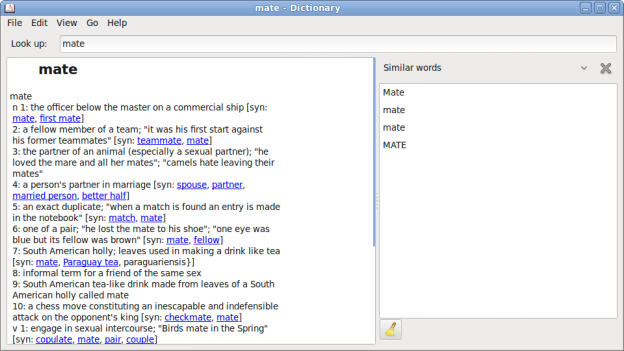 mate - Dictionary
File Edit View Go Help
Look up: mate
mate
mate
n 1: the officer below the master on a commercial ship [syn:
mate, first mate]
2: a fellow member of a team; "it was his first start against
his former teammates" [syn: teammate, mate]
3: the partner of an animal (especially a sexual partner); "he
loved the mare and all her mates"; "camels hate leaving their
mates"
4: a person's partner in marriage [syn: spouse, partner,
married person, better half]
5: an exact duplicate; "when a match is found an entry is made
in the notebook" [syn: match, mate]
6: one of a pair; "he lost the mate to his shoe"; "one eye was
blue but its fellow was brown" [syn: mate, fellow]
7: South American holly; leaves used in making a drink like tea
[syn: mate, Paraguay tea, paraguariensis}]
8: informal term for a friend of the same sex
9: South American tea-like drink made from leaves of a South
American holly called mate
10: a chess move constituting an inescapable and indefensible
attack on the opponent's king [syn: checkmate, mate]
v 1: engage in sexual intercourse; "Birds mate in the Spring"
[syn: copulate, mate, pair, couple]
Similar words
Mate
mate
mate
MATE